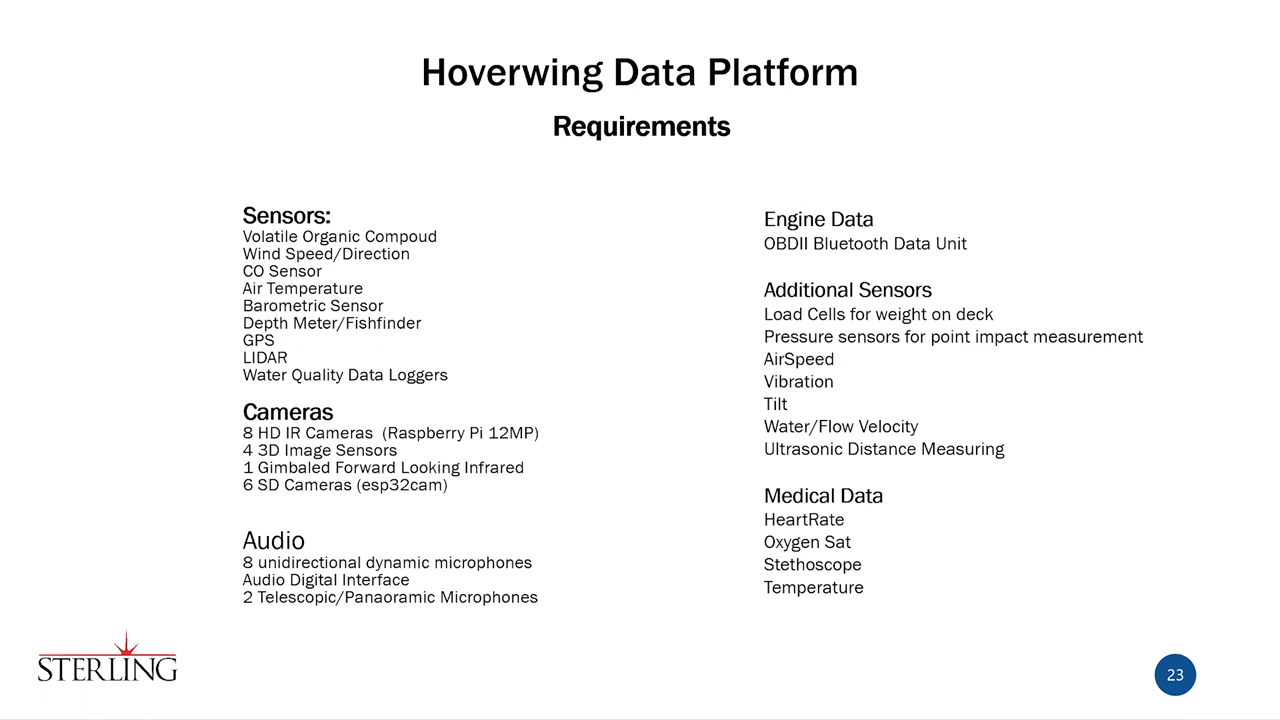 Hoverwing Data Platform
Requirements
Sensors:
Volatile Organic Compoud
Wind Speed/Direction
CO Sensor
Air Temperature
Barometric Sensor
Depth Meter/Fishfinder
GPS
LIDAR
Water Quality Data Loggers
Cameras
8 HD IR Cameras (Raspberry Pi 12MP)
4 3D Image Sensors
1 Gimbaled Forward Looking Infrared
6 SD Cameras (esp32cam)
Audio
8 unidirectional dynamic microphones
Audio Digital Interface
2 Telescopic/Panaoramic Microphones
Engine Data
OBDII Bluetooth Data Unit
Additional Sensors
Load Cells for weight on deck
Pressure sensors for point impact measurement
AirSpeed
Vibration
Tilt
Water/Flow Velocity
Ultrasonic Distance Measuring
Medical Data
HeartRate
Oxygen Sat
Stethoscope
Temperature
STERLING
23